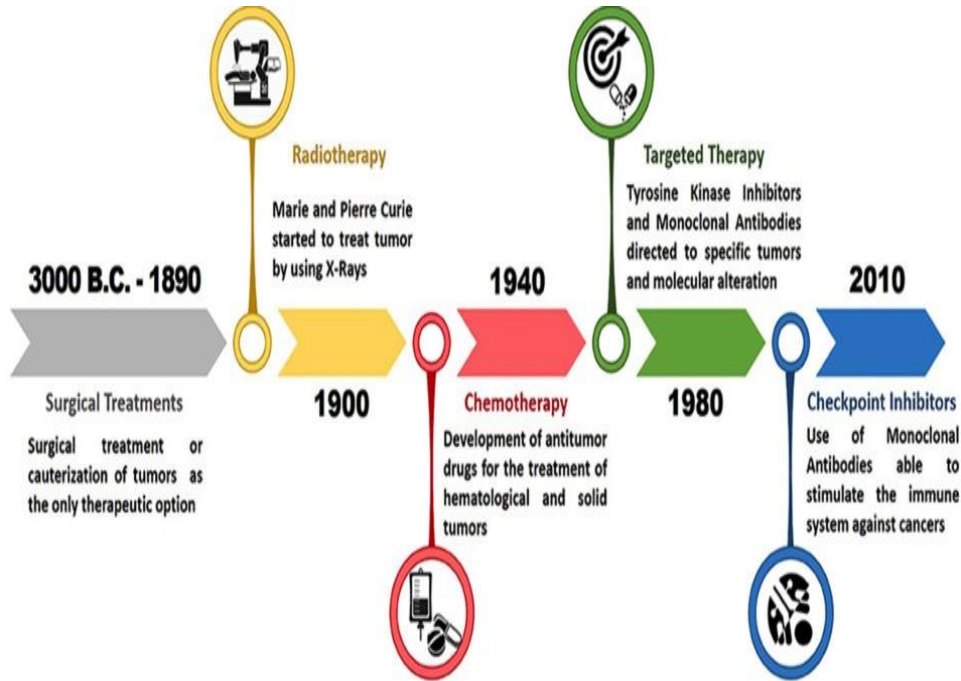 3000 B.C. - 1890
Surgical Treatments
Surgical treatment or
cauterization of tumors as
the only therapeutic option
Radiotherapy
Marie and Pierre Curie
started to treat tumor
by using X-Rays
1900
1940
Chemotherapy
Development of antitumor
drugs for the treatment of
hematological and solid
tumors
Targeted Therapy
Tyrosine Kinase Inhibitors
and Monoclonal Antibodies
directed to specific tumors
and molecular alteration
1980
2010
Checkpoint Inhibitors
Use of Monoclonal
Antibodies able to
stimulate the immune
system against cancers